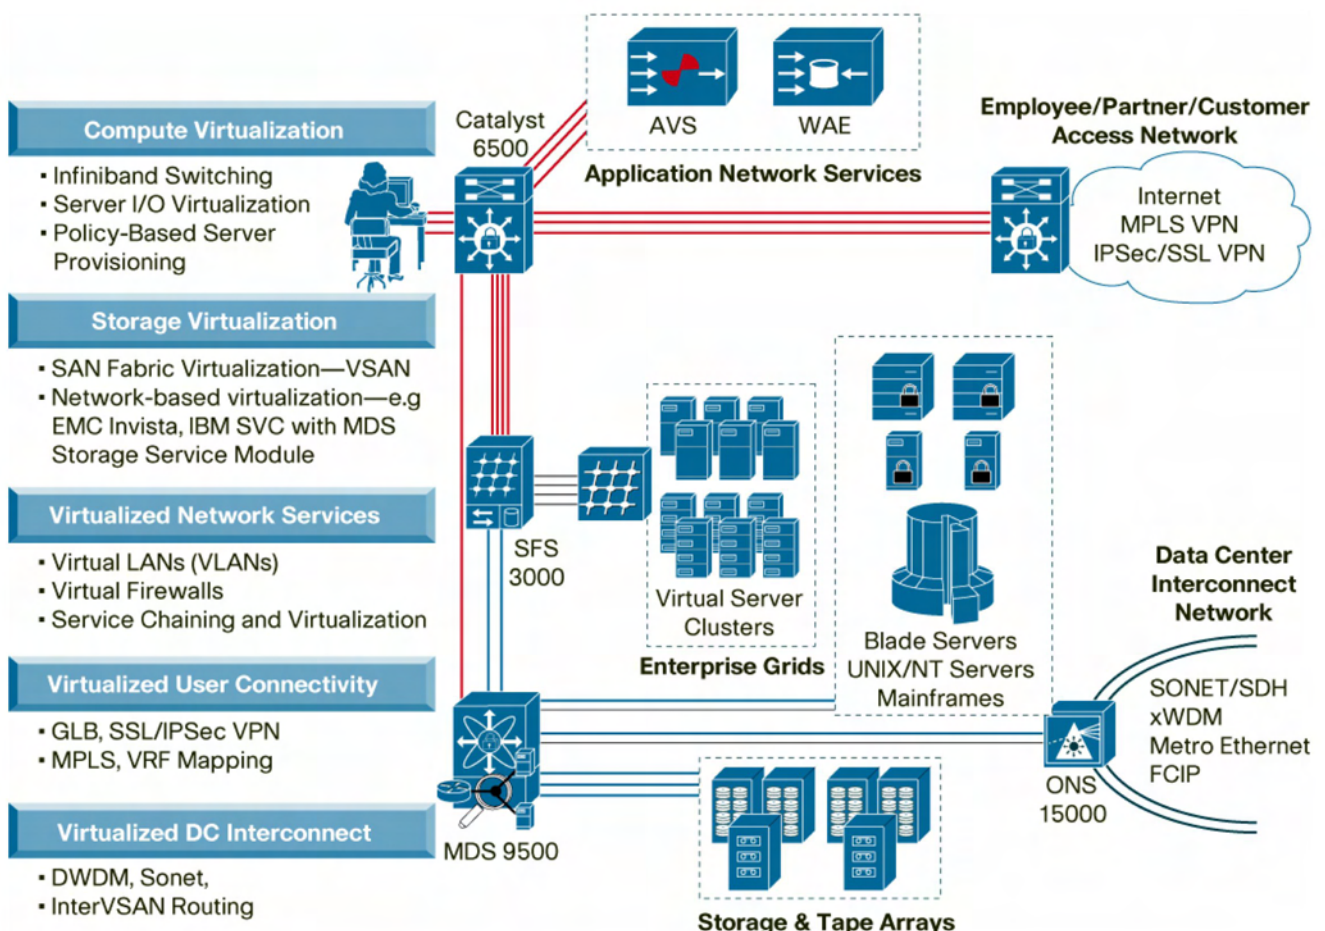 Compute Virtualization
▪ Infiniband Switching
▪ Server I/O Virtualization
▪ Policy-Based Server
Provisioning
Storage Virtualization
▪ SAN Fabric Virtualization—VSAN
▪ Network-based virtualization—e.g
EMC Invista, IBM SVC with MDS
Storage Service Module
Virtualized Network Services
▪ Virtual LANs (VLANs)
▪ Virtual Firewalls
▪ Service Chaining and Virtualization
Virtualized User Connectivity
▪ GLB, SSL/IPSec VPN
▪ MPLS, VRF Mapping
Virtualized DC Interconnect
▪ DWDM, Sonet,
▪ InterVSAN Routing
Catalyst
6500
AVS
WAE
Application Network Services
Employee/Partner/Customer
Access Network
Internet
MPLS VPN
IPSec/SSL VPN
SFS
3000
Virtual Server
Clusters
Enterprise Grids
Blade Servers
UNIX/NT Servers
Mainframes
Data Center
Interconnect
Network
SONET/SDH
xWDM
Metro Ethernet
FCIP
ONS
15000
MDS 9500
Storage & Tape Arrays